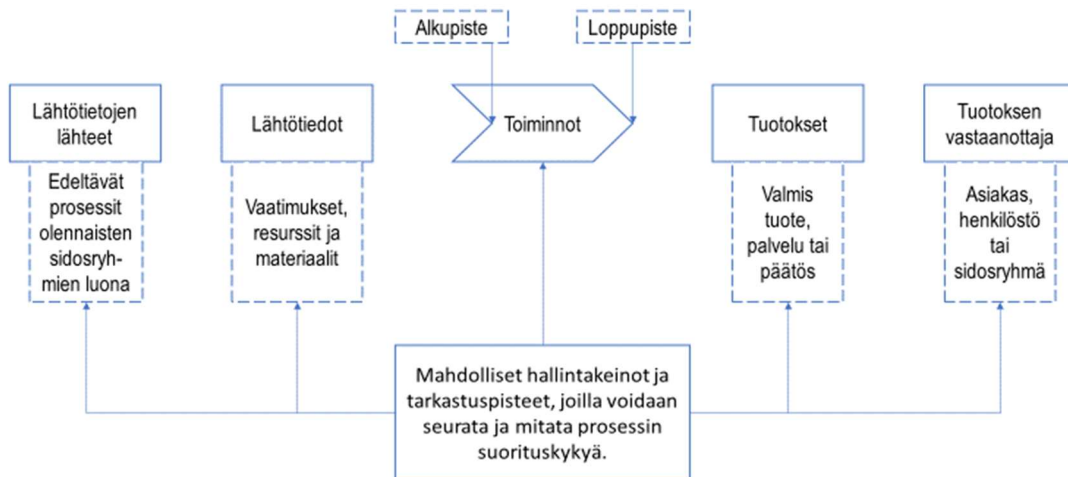 Alkupiste
Loppupiste
Lähtötietojen
lähteet
Edeltävät
prosessit
olennaisten
sidosryh-
mien luona
Lähtötiedot
Vaatimukset,
resurssit ja
materiaalit
Toiminnot
Tuotokset
Valmis
tuote,
palvelu tai
päätös
Tuotoksen
vastaanottaja
Asiakas,
henkilöstö
tai
sidosryhmä
Mahdolliset hallintakeinot ja
tarkastuspisteet, joilla voidaan
seurata ja mitata prosessin
suorituskykyä.